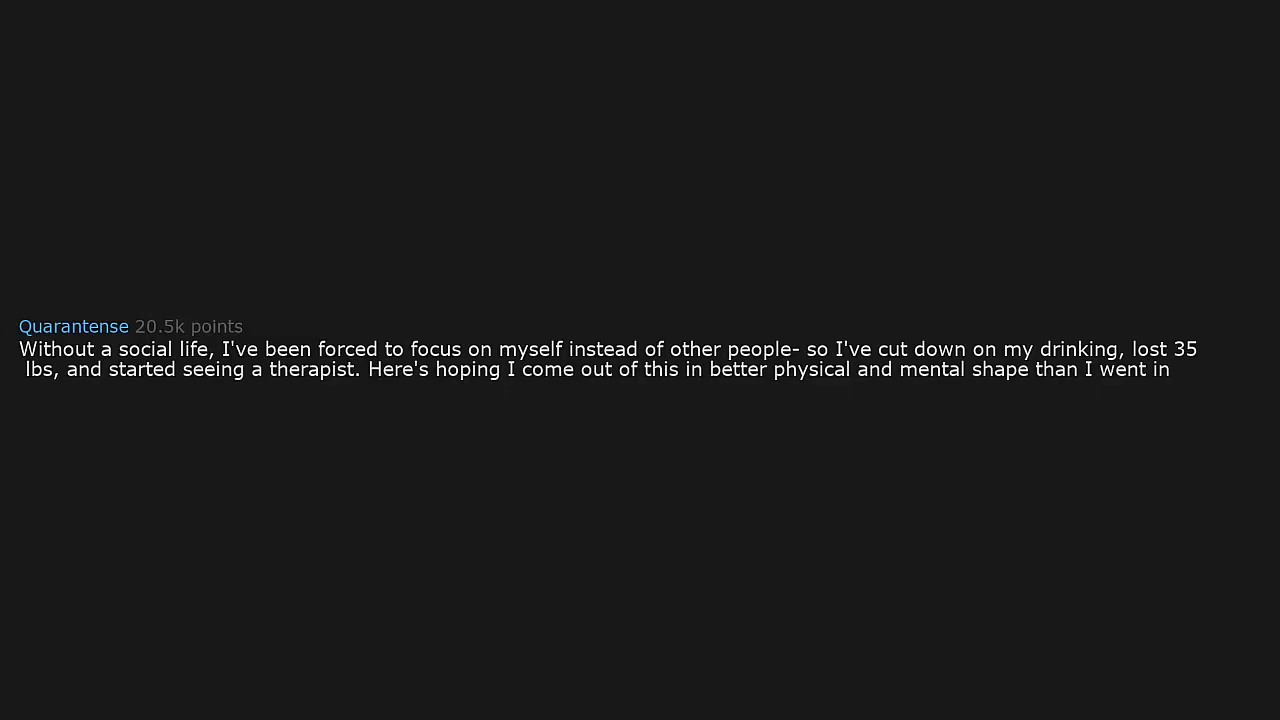 Quarantense 20.5k points
Without a social life, I've been forced to focus on myself instead of other people- so I've cut down on my drinking, lost 35
lbs, and started seeing a therapist. Here's hoping I come out of this in better physical and mental shape than I went in